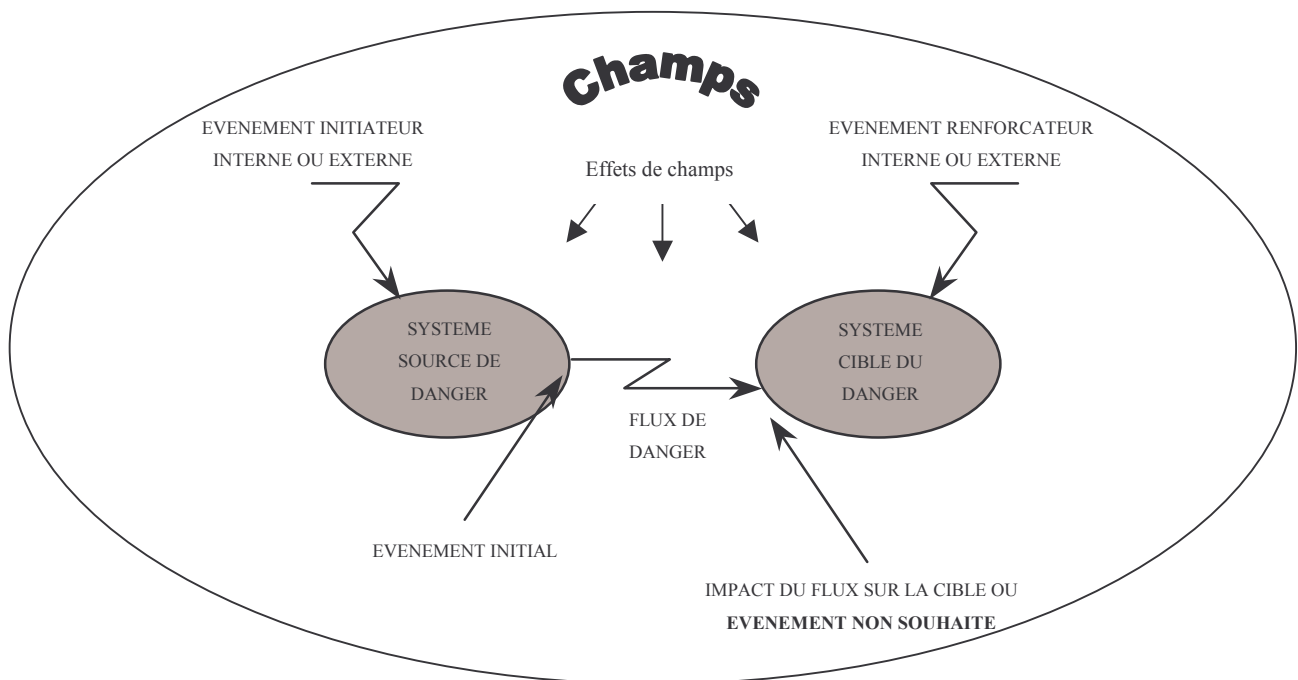 Champs
EVENEMENT INITIATEUR
INTERNE OU EXTERNE
EVENEMENT RENFORCATEUR
INTERNE OU EXTERNE
Effets de champs
SYSTEME
SOURCE DE
DANGER
SYSTEME
CIBLE DU
DANGER
FLUX DE
DANGER
EVENEMENT INITIAL
IMPACT DU FLUX SUR LA CIBLE OU
EVENEMENT NON SOUHAITE